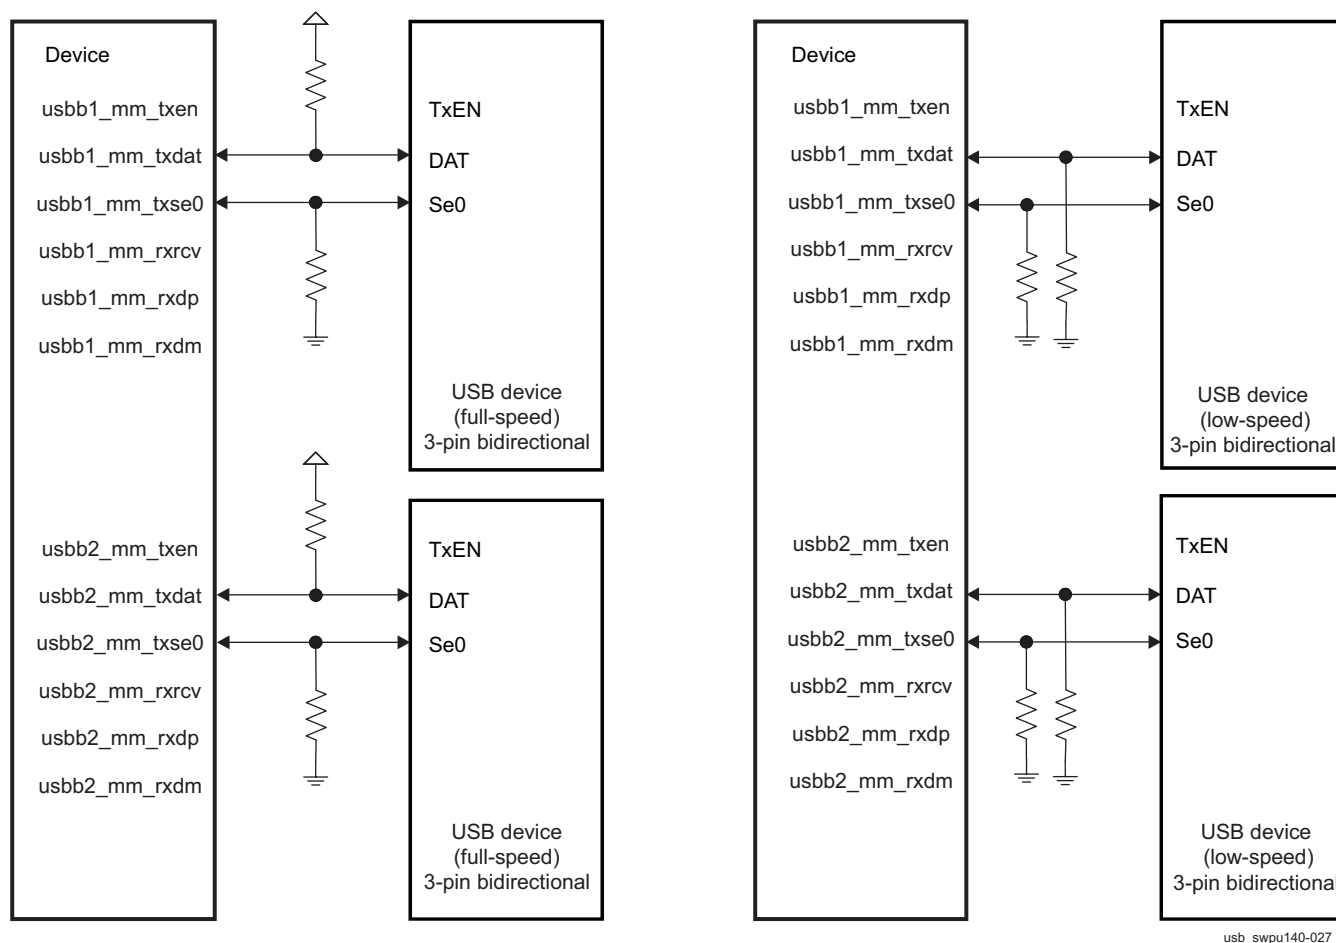 Device
usbb1_mm_txen
usbb1_mm_txdat
usbb1_mm_txse0
usbb1_mm_rxrcv
usbb1_mm_rxdp
usbb1_mm_rxdm
TxEN
DAT
Se0
USB device
(full-speed)
3-pin bidirectional
usbb2_mm_txen
usbb2_mm_txdat
usbb2_mm_txse0
usbb2_mm_rxrcv
usbb2_mm_rxdp
usbb2_mm_rxdm
TxEN
DAT
Se0
USB device
(full-speed)
3-pin bidirectional
Device
usbb1_mm_txen
usbb1_mm_txdat
usbb1_mm_txse0
usbb1_mm_rxrcv
usbb1_mm_rxdp
usbb1_mm_rxdm
TxEN
DAT
Se0
USB device
(low-speed)
3-pin bidirectional
usbb2_mm_txen
usbb2_mm_txdat
usbb2_mm_txse0
usbb2_mm_rxrcv
usbb2_mm_rxdp
usbb2_mm_rxdm
TxEN
DAT
Se0
USB device
(low-speed)
3-pin bidirectional
usb_swpu140-027